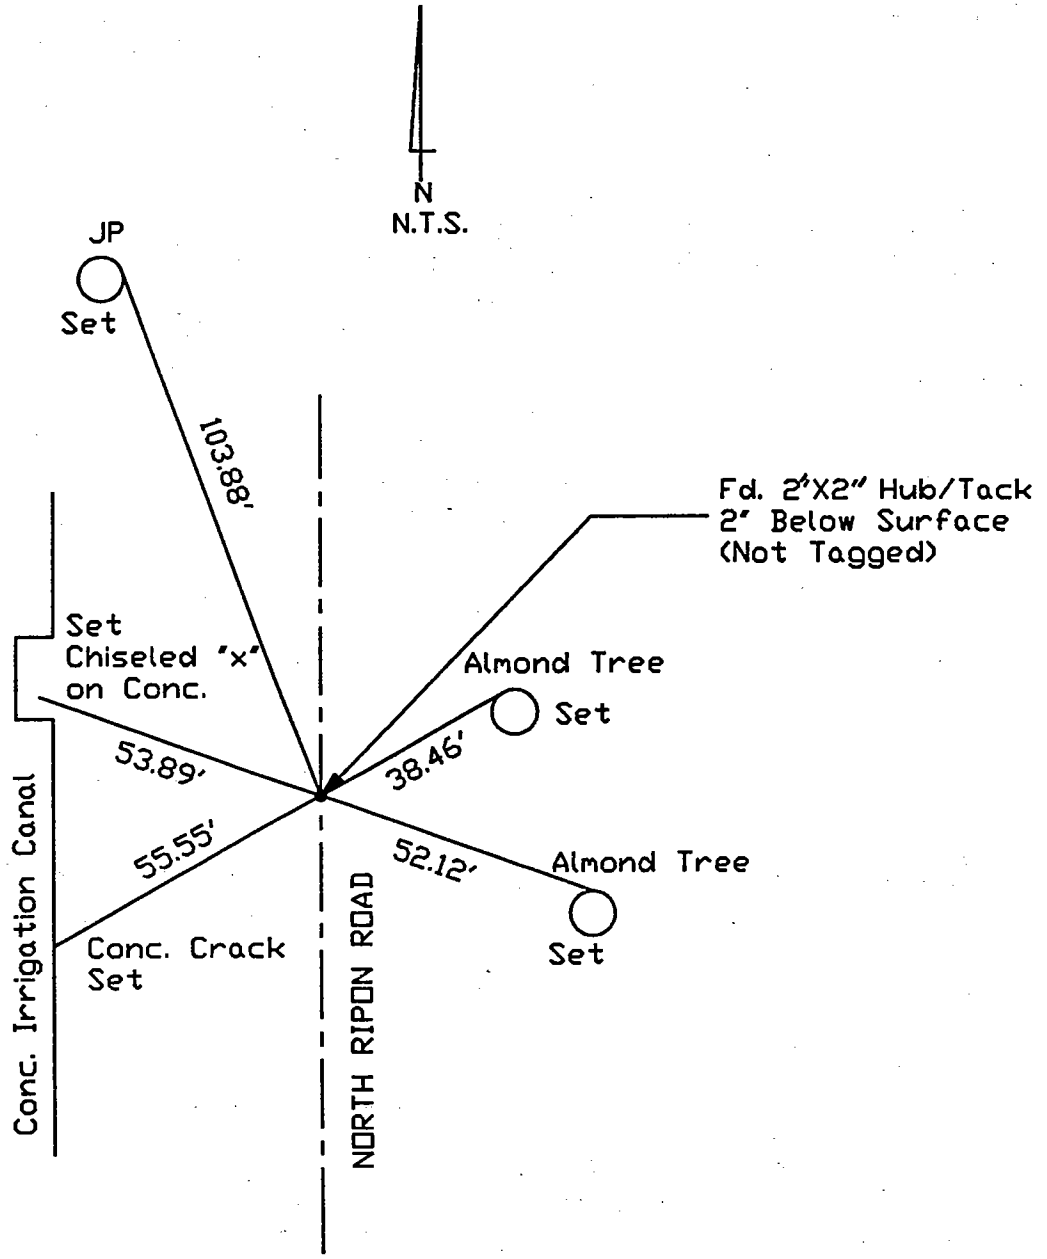 N
N.T.S.
JP
Set
103.88'
Fd. 2"X2" Hub/Tack
2" Below Surface
(Not Tagged)
Set
Chiseled "x"
on Conc.
Almond Tree
Set
53.89'
38.46'
55.55'
52.12'
Almond Tree
Set
Conc. Crack
Set
Conc. Irrigation Canal
NORTH RIPON ROAD